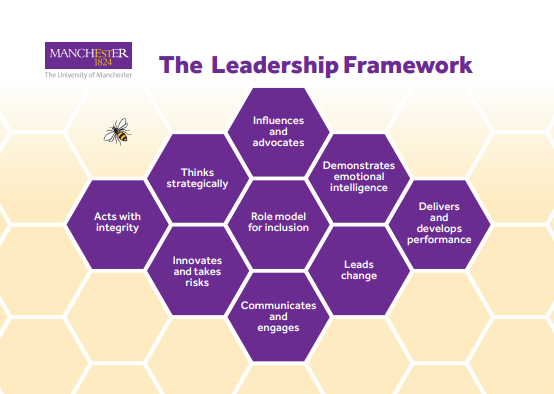 MANCHESTER
1824
The University of Manchester
The Leadership Framework
Influences
and
advocates
Thinks
strategically
Demonstrates
emotional
intelligence
Acts with
integrity
Role model
for inclusion
Delivers
and
develops
performance
Innovates
and takes
risks
Leads
change
Communicates
and
engages